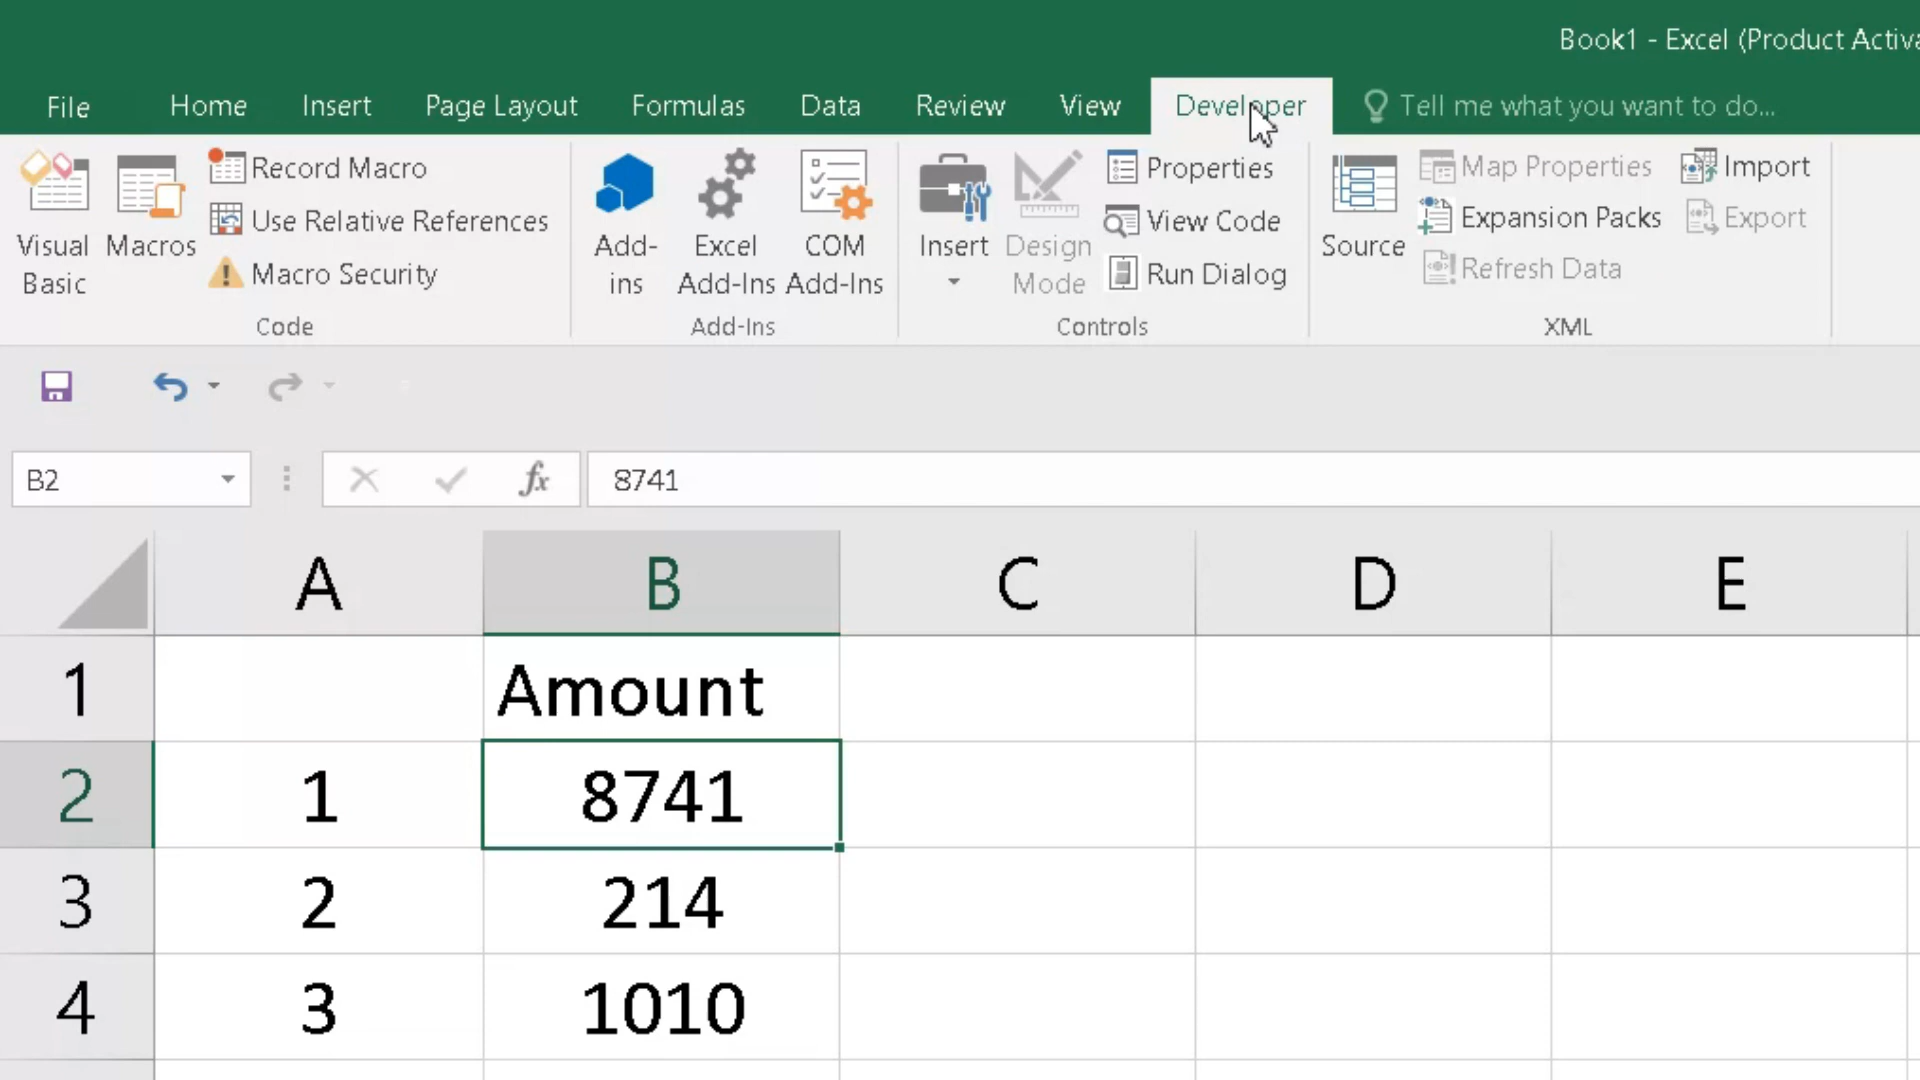 Book1 - Excel (Product Activa
File Home Insert Page Layout Formulas Data Review View Developer Tell me what you want to do...
Visual Basic
Macros
Record Macro
Use Relative References
Macro Security
Code
Add-ins
Excel Add-Ins
COM Add-Ins
Add-Ins
Insert
Design Mode
Properties
View Code
Run Dialog
Controls
Source
Map Properties
Expansion Packs
Refresh Data
Import
Export
XML
B2 fx 8741
A B C D E
1 Amount
2 1 8741
3 2 214
4 3 1010